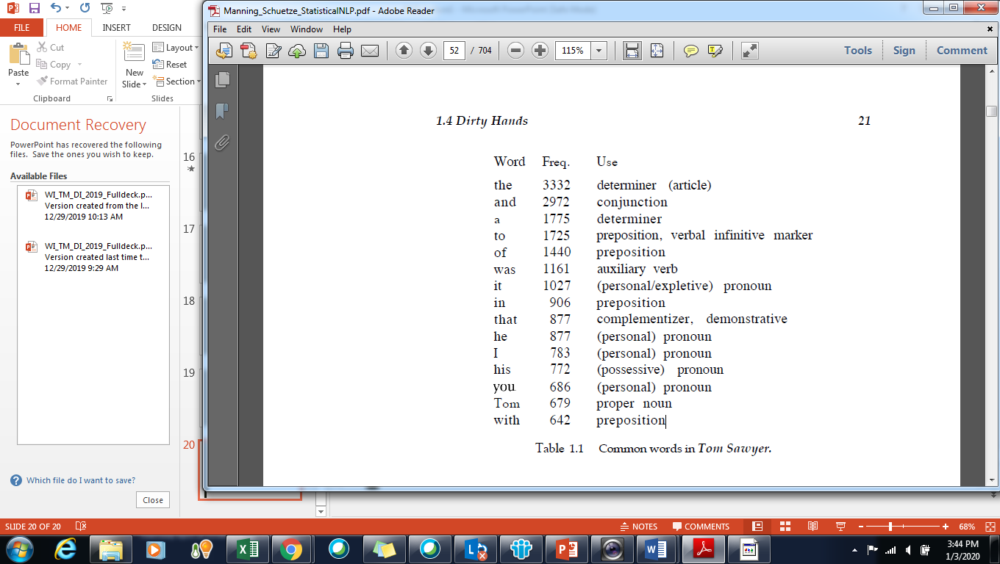 Manning_Schuetze_StatisticalNLP.pdf - Adobe Reader
FILE HOME INSERT DESIGN
File Edit View Window Help
Paste
Cut
Copy
Format Painter
Clipboard
New Slide
Layout
Reset
Section
Slides
52 / 704
115%
Tools Sign Comment
Document Recovery
PowerPoint has recovered the following
files. Save the ones you wish to keep.
Available Files
WI_TM_DI_2019_Fulldeck.p...
Version created from the l...
12/29/2019 10:13 AM
WI_TM_DI_2019_Fulldeck.p...
Version created last time t...
12/29/2019 9:29 AM
Which file do I want to save?
Close
16
17
18
19
20
1.4 Dirty Hands 21
Word Freq. Use
the 3332 determiner (article)
and 2972 conjunction
a 1775 determiner
to 1725 preposition, verbal infinitive marker
of 1440 preposition
was 1161 auxiliary verb
it 1027 (personal/expletive) pronoun
in 906 preposition
that 877 complementizer, demonstrative
he 877 (personal) pronoun
I 783 (personal) pronoun
his 772 (possessive) pronoun
you 686 (personal) pronoun
Tom 679 proper noun
with 642 preposition
Table 1.1 Common words in Tom Sawyer.
SLIDE 20 OF 20 NOTES COMMENTS 68%
3:44 PM
1/3/2020